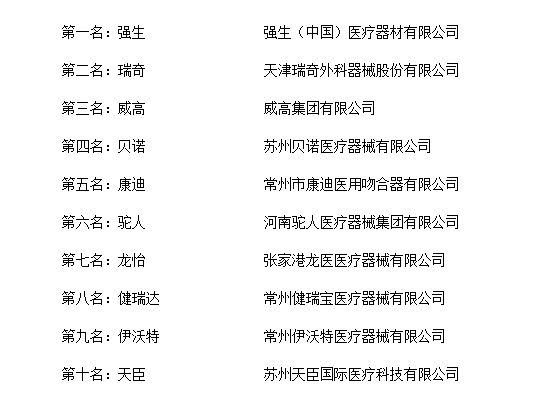 第一名：强生 强生（中国）医疗器材有限公司
第二名：瑞奇 天津瑞奇外科器械股份有限公司
第三名：威高 威高集团有限公司
第四名：贝诺 苏州贝诺医疗器械有限公司
第五名：康迪 常州市康迪医用吻合器有限公司
第六名：驼人 河南驼人医疗器械集团有限公司
第七名：龙怡 张家港龙医医疗器械有限公司
第八名：健瑞达 常州健瑞宝医疗器械有限公司
第九名：伊沃特 常州伊沃特医疗器械有限公司
第十名：天臣 苏州天臣国际医疗科技有限公司